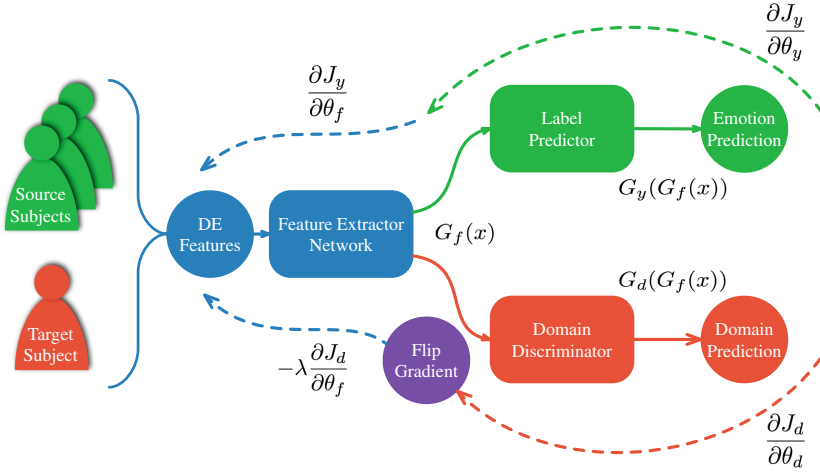 Source
Subjects
Target
Subject
DE
Features
Feature Extractor
Network
∂J_y
∂θ_f
∂J_y
∂θ_y
Label
Predictor
Emotion
Prediction
G_y(G_f(x))
G_f(x)
G_d(G_f(x))
Domain
Discriminator
Domain
Prediction
Flip
Gradient
−λ ∂J_d
∂θ_f
∂J_d
∂θ_d